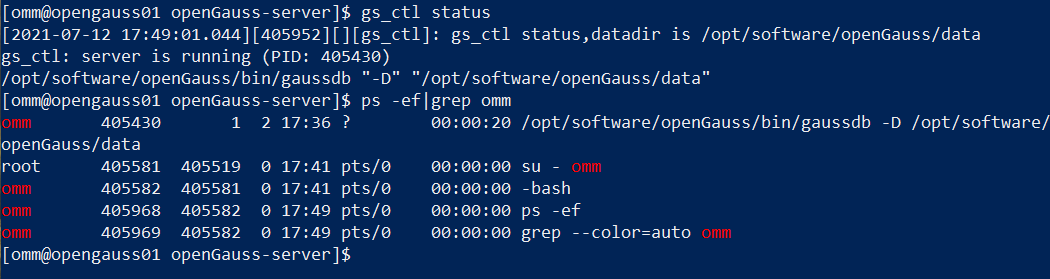 [omm@opengauss01 openGauss-server]$ gs_ctl status
[2021-07-12 17:49:01.044][405952][][gs_ctl]: gs_ctl status,datadir is /opt/software/openGauss/data
gs_ctl: server is running (PID: 405430)
/opt/software/openGauss/bin/gaussdb "-D" "/opt/software/openGauss/data"
[omm@opengauss01 openGauss-server]$ ps -ef|grep omm
omm      405430      1  2 17:36 ?        00:00:20 /opt/software/openGauss/bin/gaussdb -D /opt/software/
openGauss/data
root     405581 405519  0 17:41 pts/0    00:00:00 su - omm
omm      405582 405581  0 17:41 pts/0    00:00:00 -bash
omm      405968 405582  0 17:49 pts/0    00:00:00 ps -ef
omm      405969 405582  0 17:49 pts/0    00:00:00 grep --color=auto omm
[omm@opengauss01 openGauss-server]$